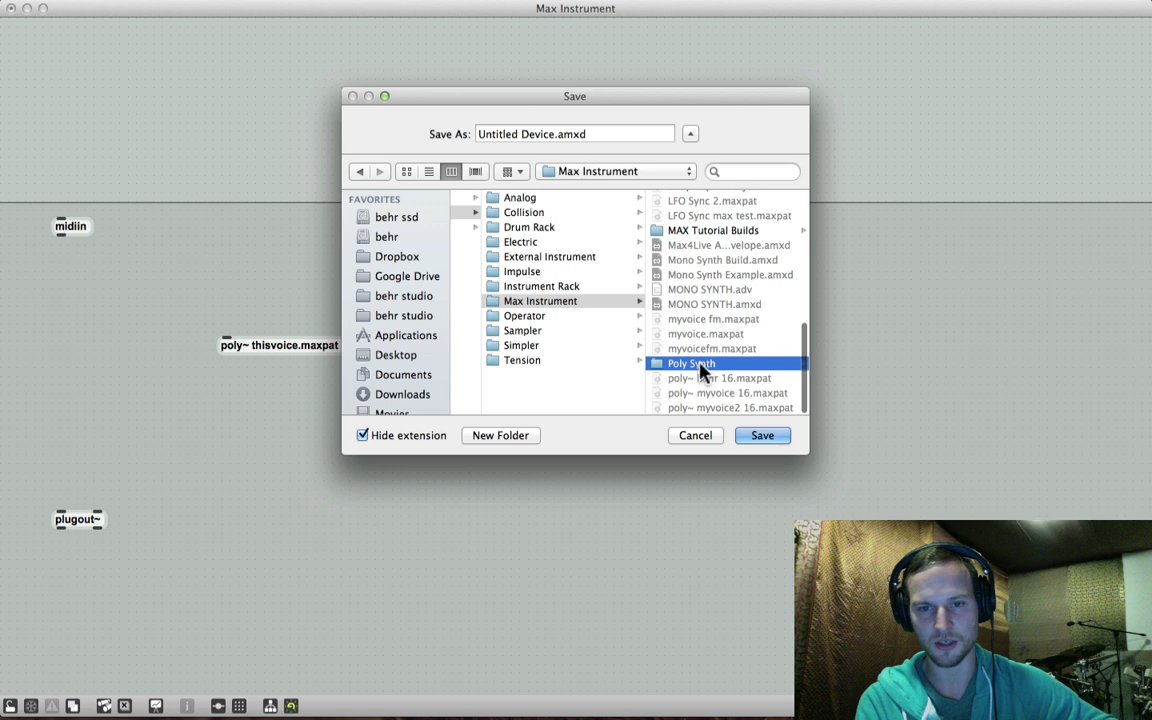 Max Instrument
Save
Save As: Untitled Device.amxd
Max Instrument
FAVORITES
behr ssd
behr
Dropbox
Google Drive
behr studio
behr studio
Applications
Desktop
Documents
Downloads
Movies
Analog
Collision
Drum Rack
Electric
External Instrument
Impulse
Instrument Rack
Max Instrument
Operator
Sampler
Simpler
Tension
LFO Sync 2.maxpat
LFO Sync max test.maxpat
MAX Tutorial Builds
Max4Live A...velope.amxd
Mono Synth Build.amxd
Mono Synth Example.amxd
MONO SYNTH.adv
MONO SYNTH.amxd
myvoice fm.maxpat
myvoice.maxpat
myvoicefm.maxpat
Poly Synth
poly~ 16.maxpat
poly~ myvoice 16.maxpat
poly~ myvoice2 16.maxpat
Hide extension
New Folder
Cancel
Save
midiin
poly~ thisvoice.maxpat
plugout~